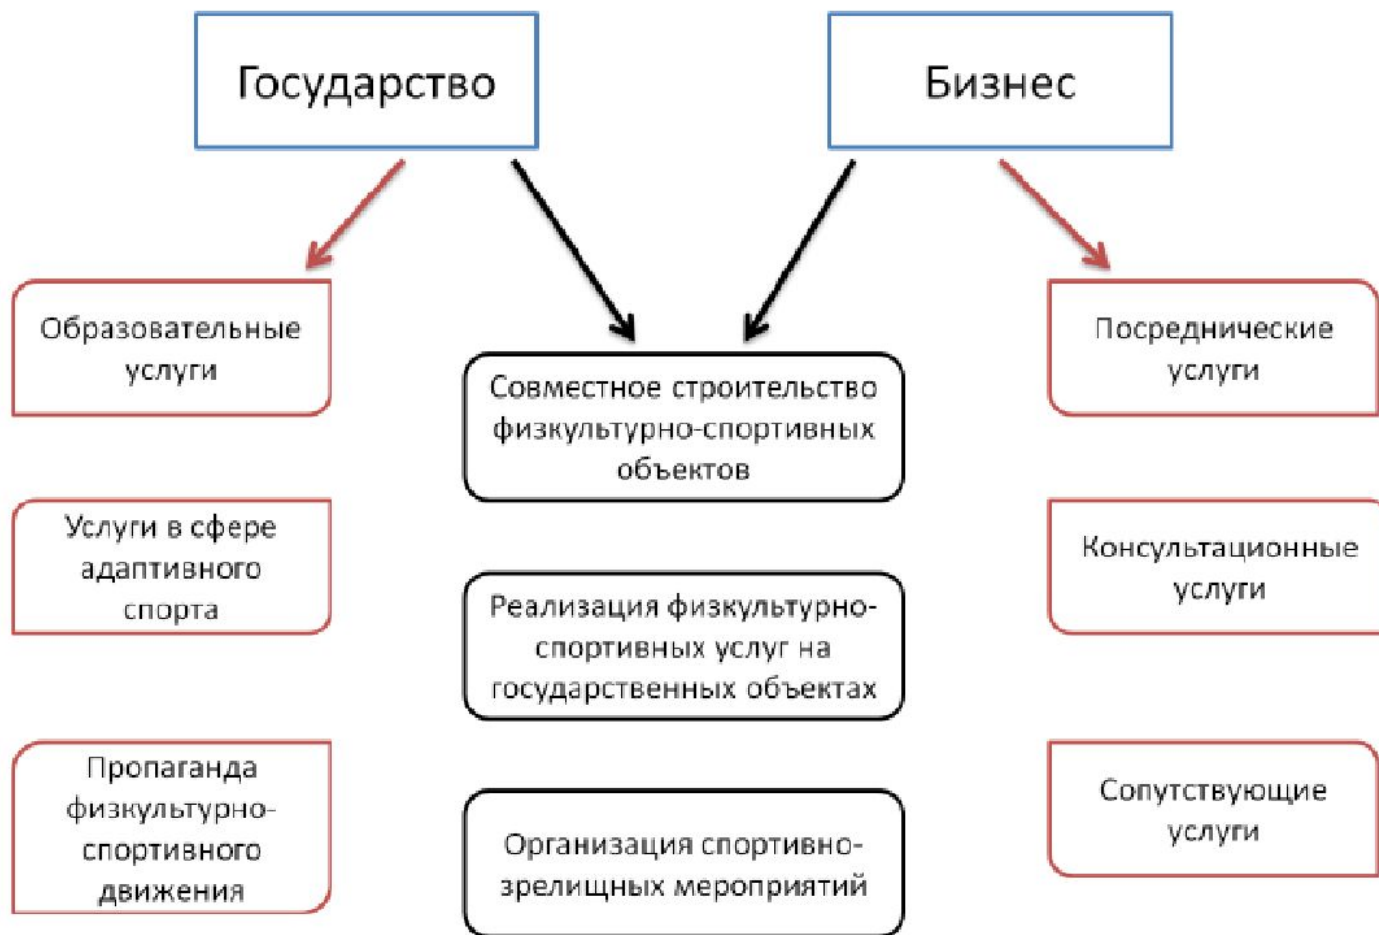 Государство
Бизнес
Образовательные
услуги
Посреднические
услуги
Совместное строительство
физкультурно-спортивных
объектов
Услуги в сфере
адаптивного
спорта
Консультационные
услуги
Реализация физкультурно-
спортивных услуг на
государственных объектах
Пропаганда
физкультурно-
спортивного
движения
Сопутствующие
услуги
Организация спортивно-
зрелищных мероприятий